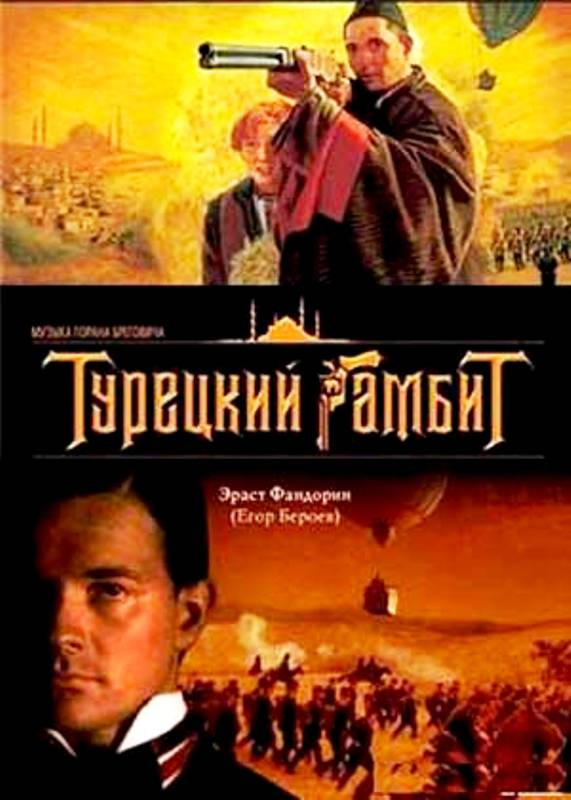 МУЗЫКА ГОРАНА БРЕГОВИЧА
ТУРЕЦКИЙ ГАМБИТ
Эраст Фандорин
(Егор Бероев)